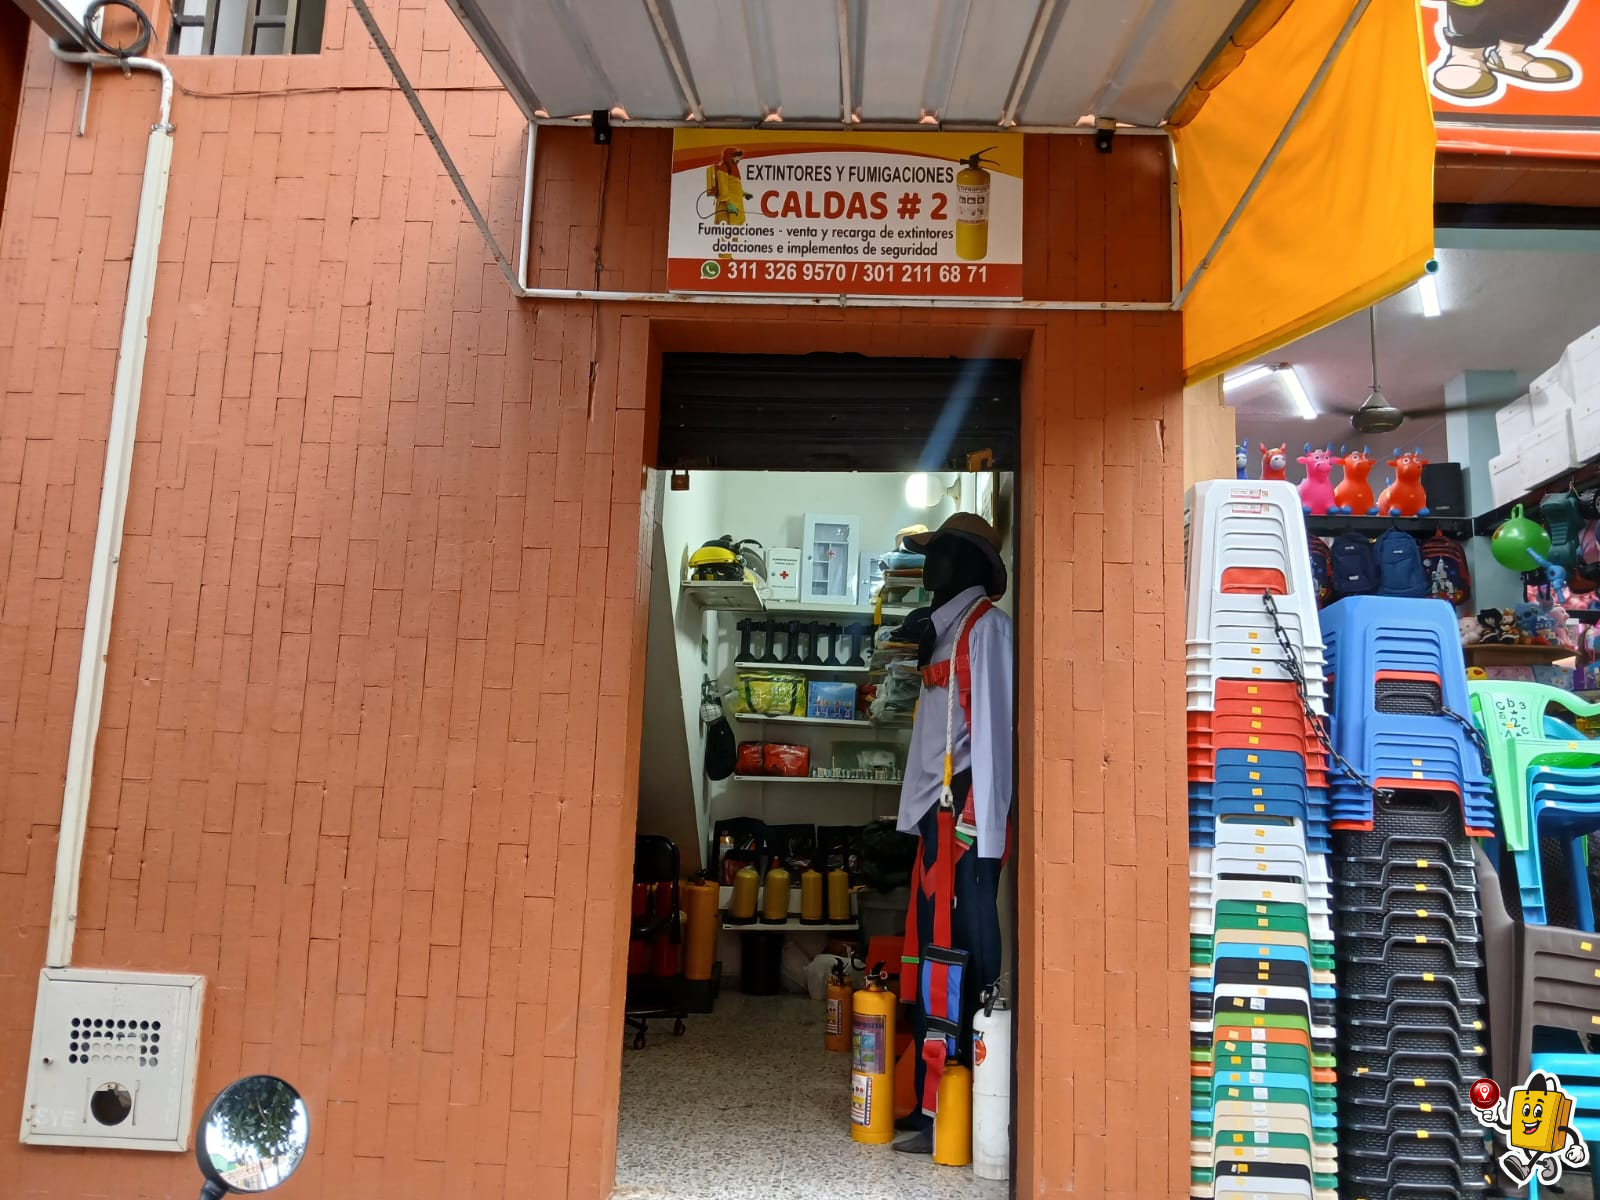 EXTINTORES Y FUMIGACIONES
CALDAS # 2
Fumigaciones - venta y recarga de extintores
dotaciones e implementos de seguridad
311 326 9570 / 301 211 68 71